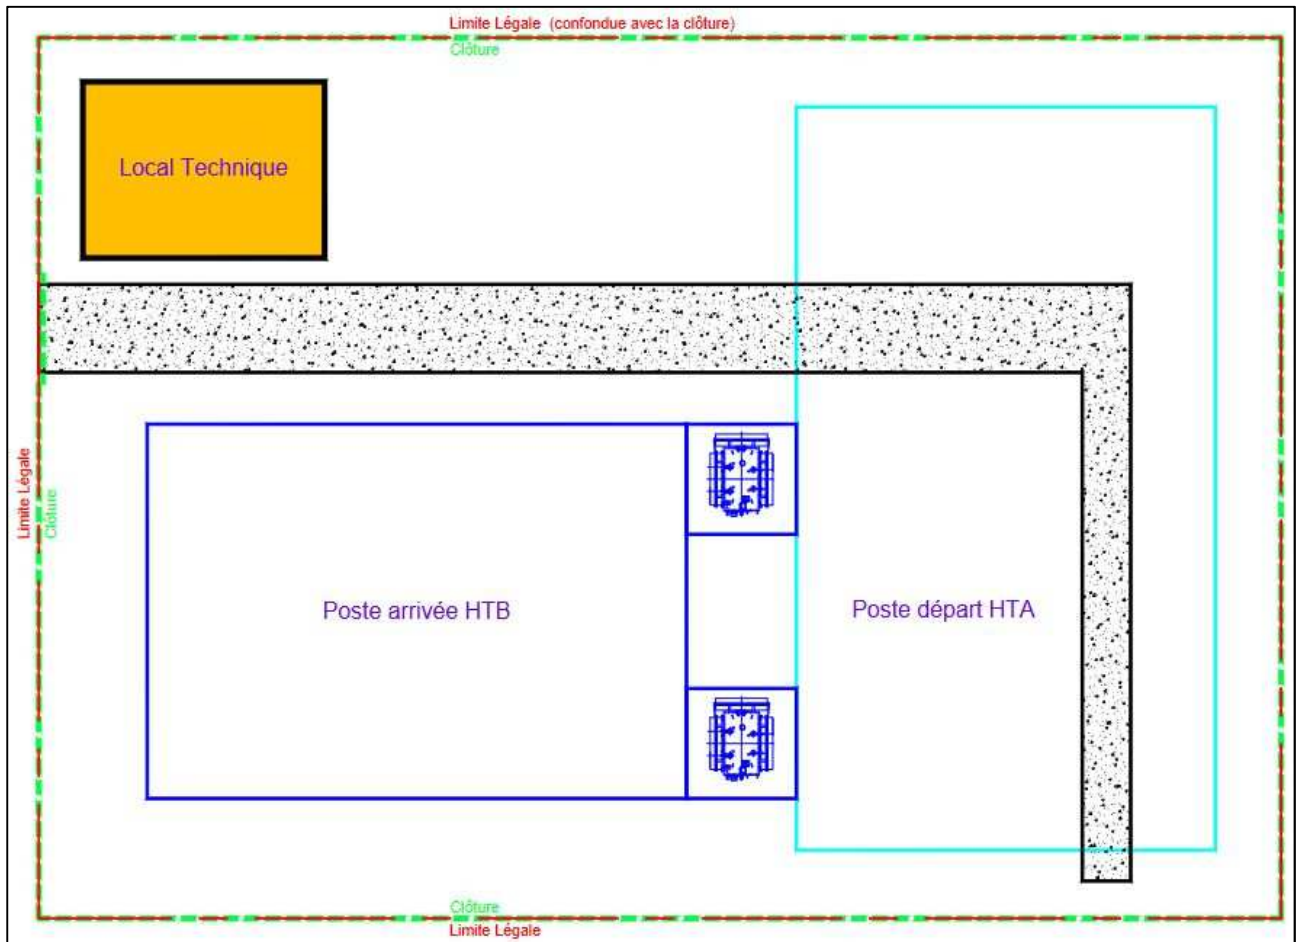 Limite Légale  (confondue avec la clôture)
Clôture
Local Technique
Limite Légale
Clôture
Poste arrivée HTB
Poste départ HTA
Clôture
Limite Légale